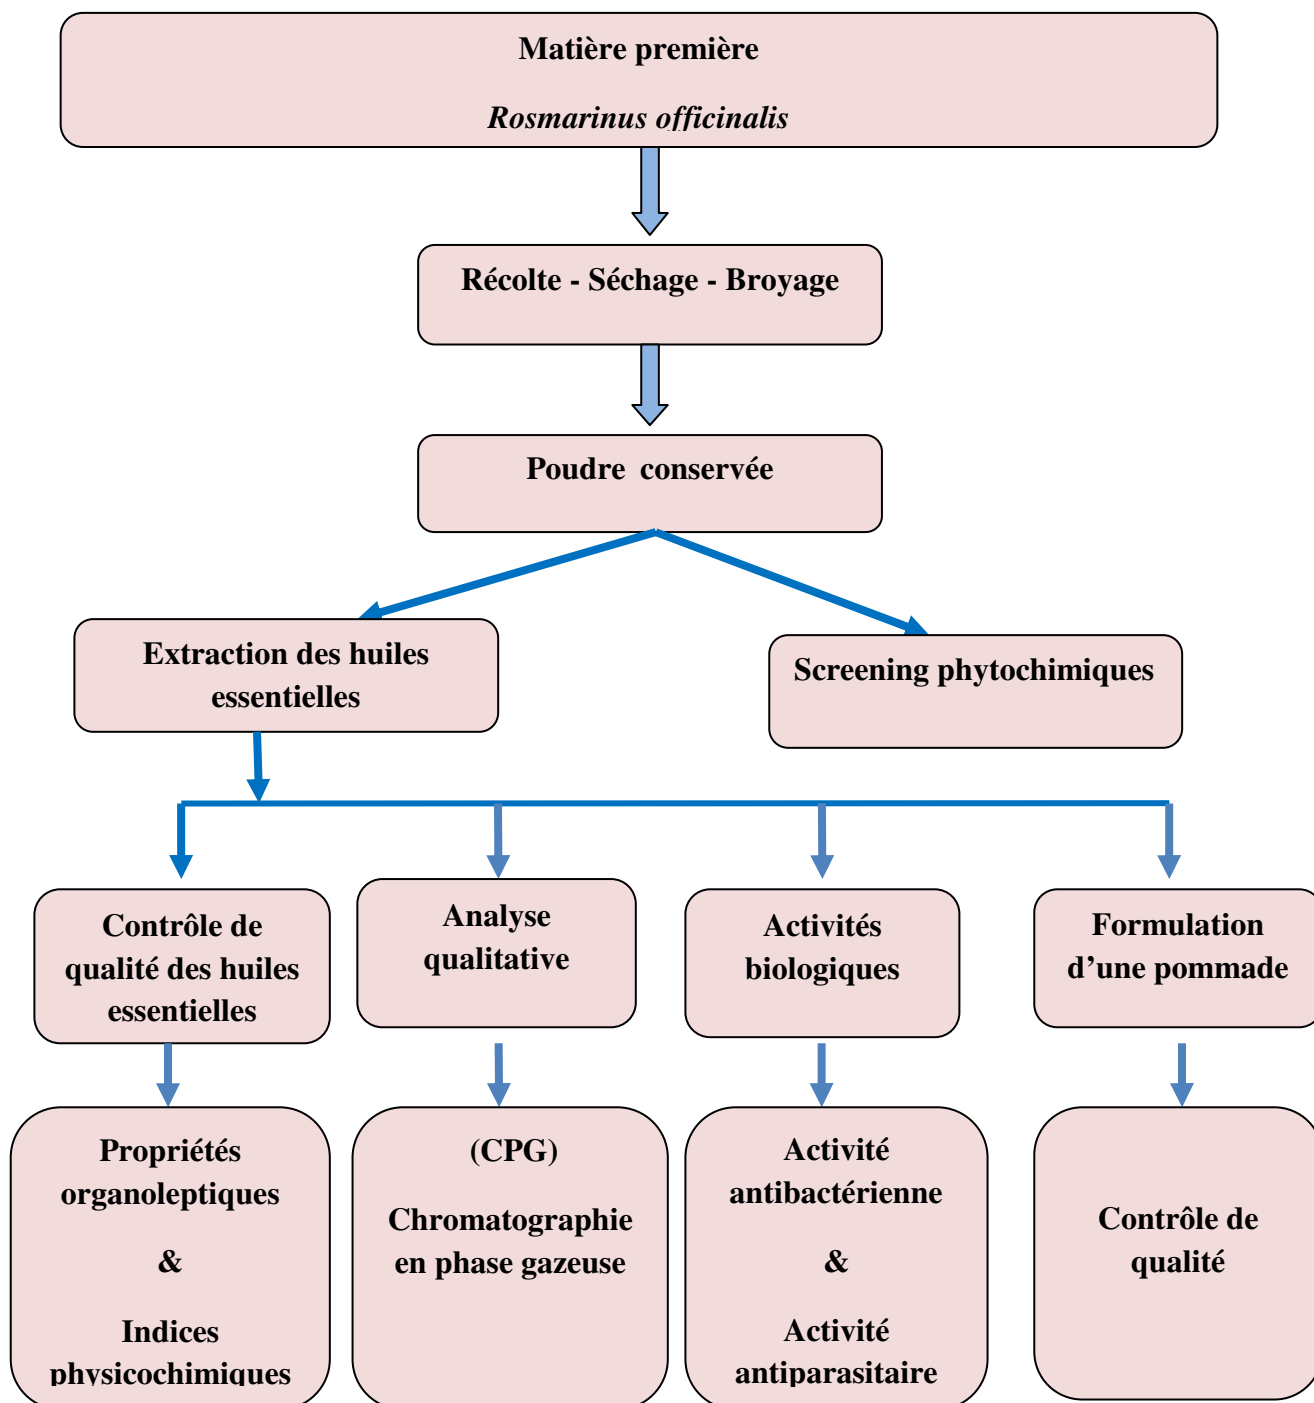 Matière première
Rosmarinus officinalis
Récolte - Séchage - Broyage
Poudre conservée
Extraction des huiles
essentielles
Screening phytochimiques
Contrôle de
qualité des huiles
essentielles
Analyse
qualitative
Activités
biologiques
Formulation
d’une pommade
Propriétés
organoleptiques
&
Indices
physicochimiques
(CPG)
Chromatographie
en phase gazeuse
Activité
antibactérienne
&
Activité
antiparasitaire
Contrôle de
qualité